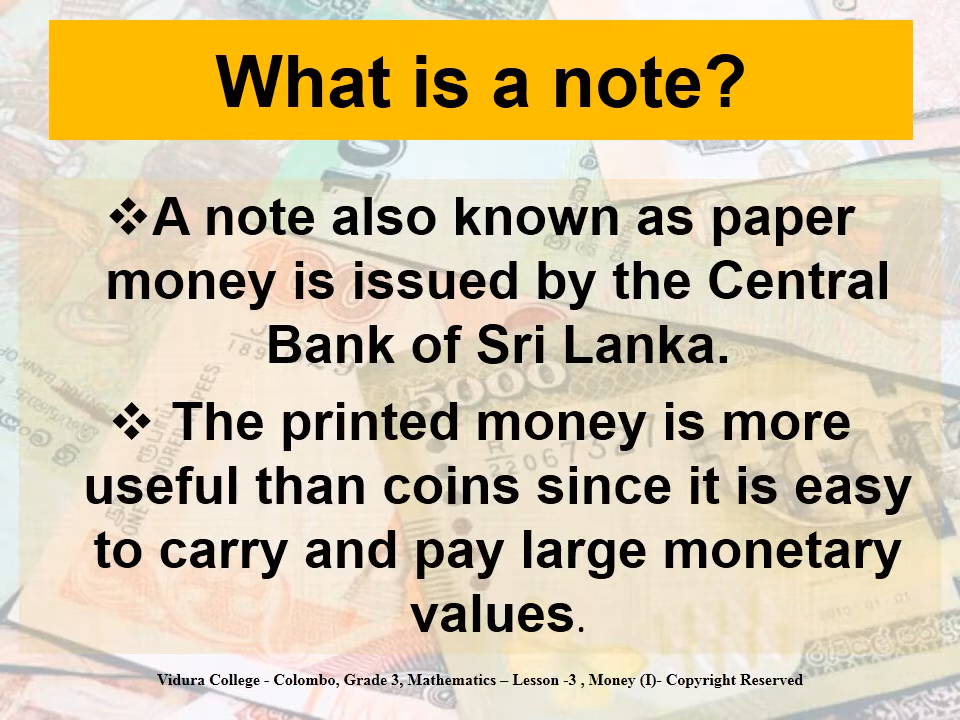 What is a note?
❖A note also known as paper
money is issued by the Central
Bank of Sri Lanka.
❖ The printed money is more
useful than coins since it is easy
to carry and pay large monetary
values.
5000
Vidura College - Colombo, Grade 3, Mathematics – Lesson -3 , Money (I)- Copyright Reserved